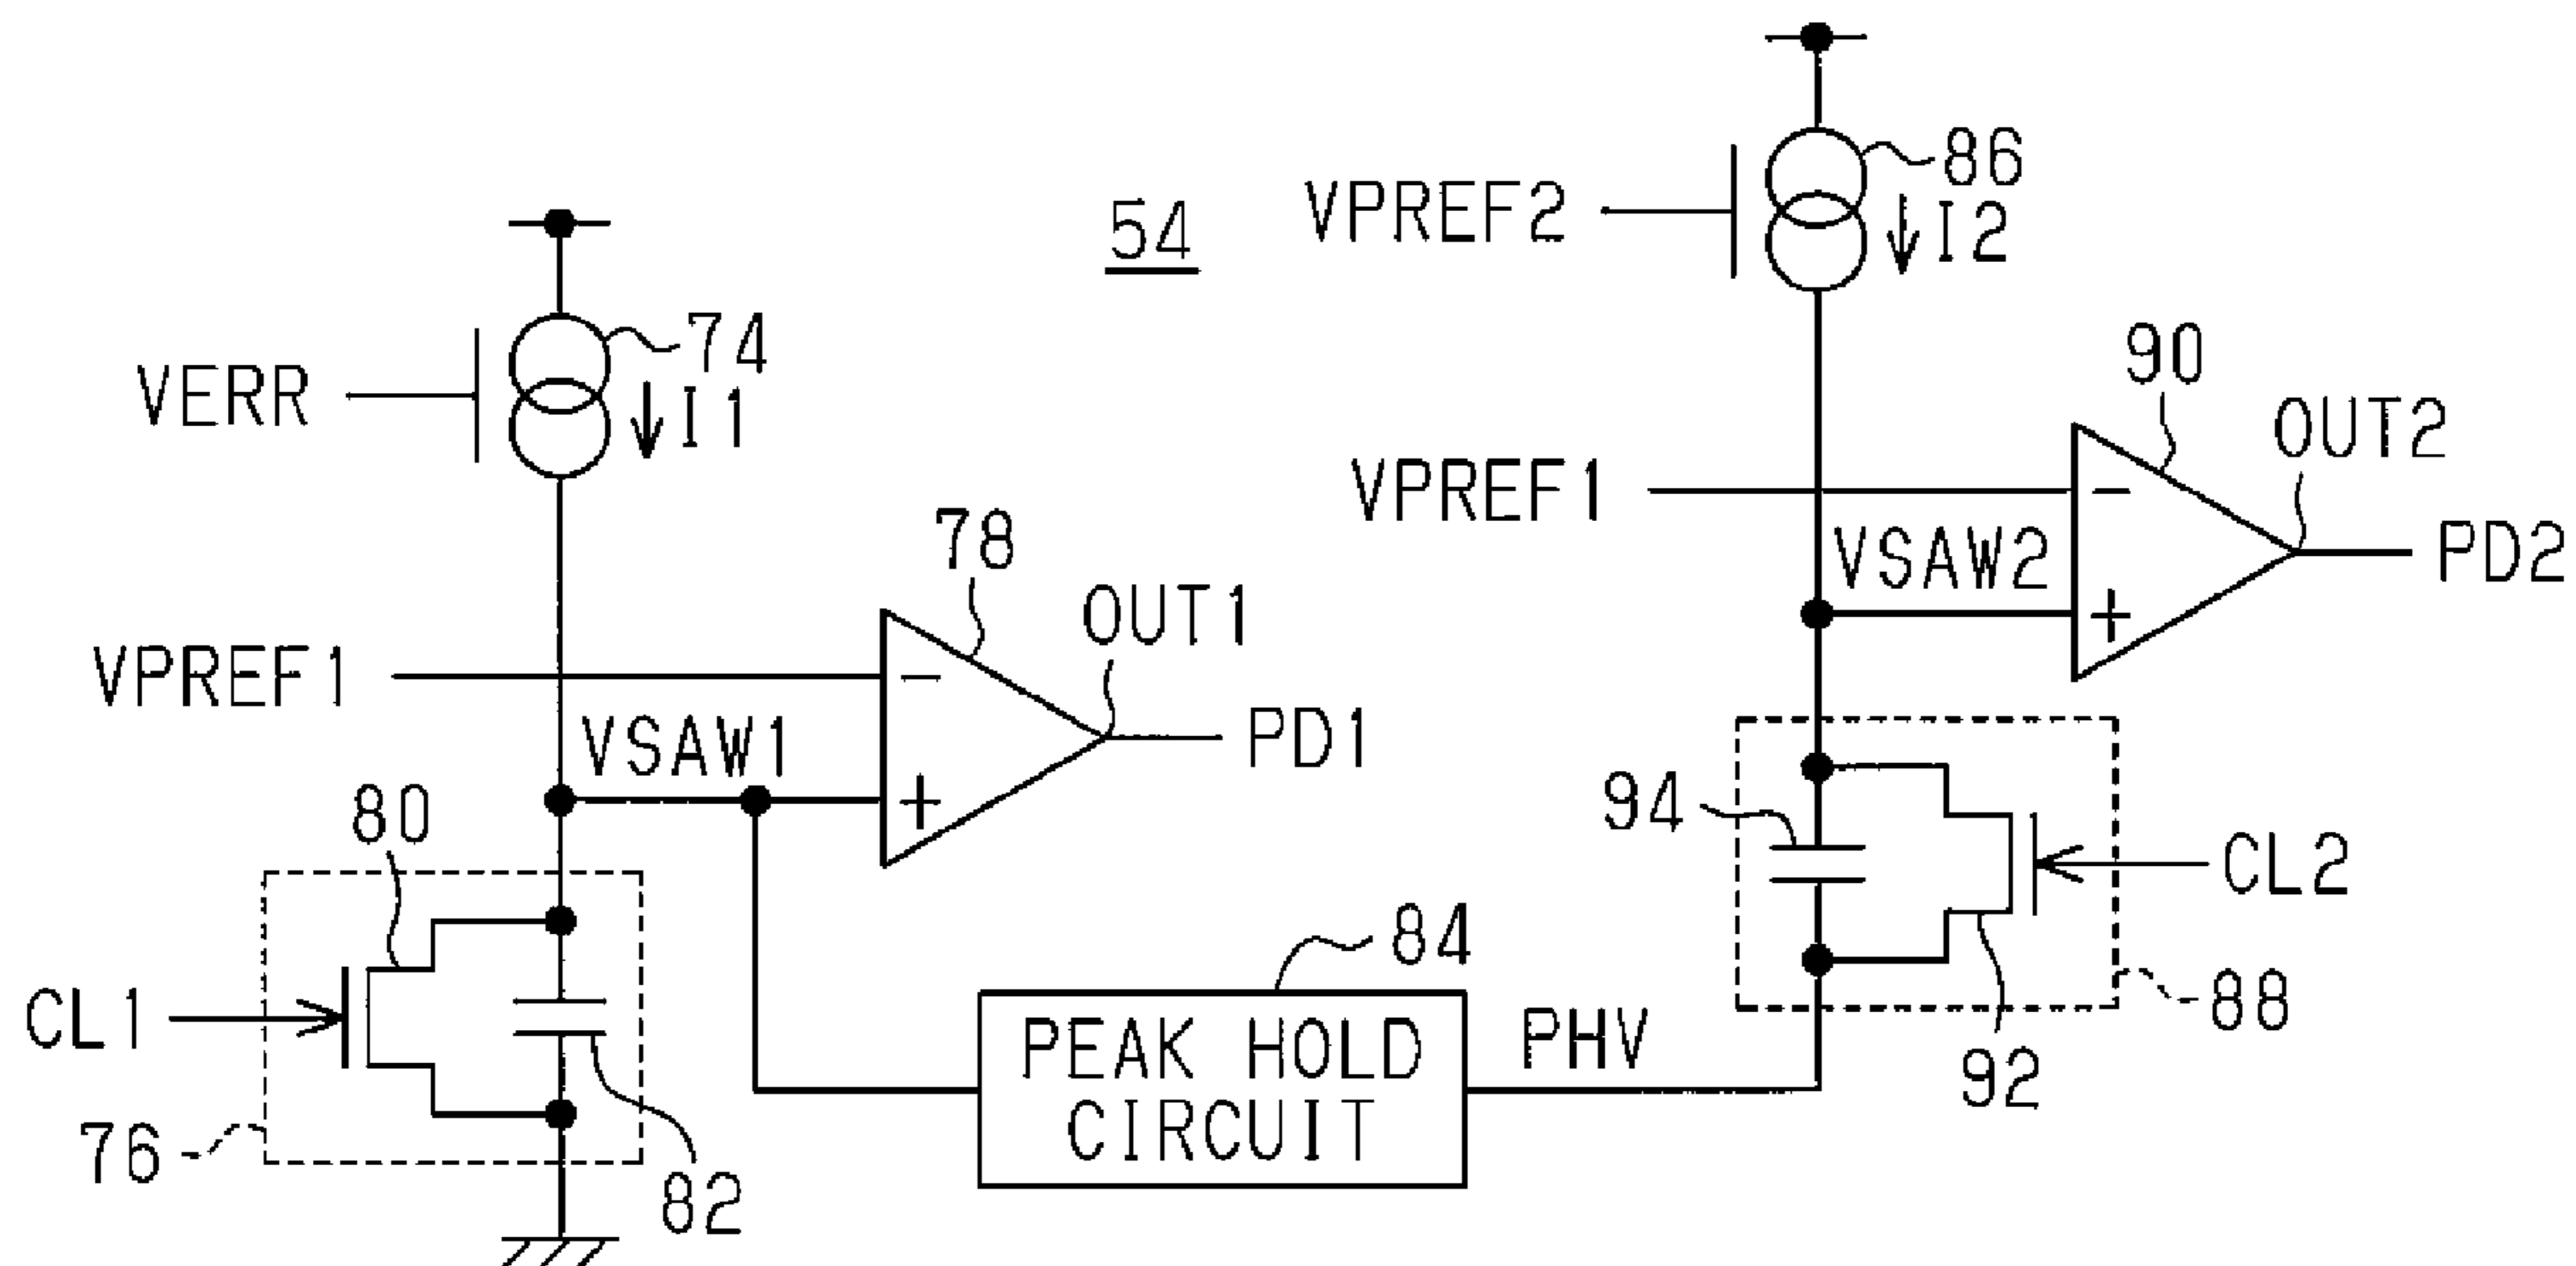 86
VPREF2
54
I2
74
90
VERR
I1
OUT2
VPREF1
78
VSAW2
PD2
OUT1
VPREF1
VSAW1
PD1
80
94
CL2
84
CL1
PEAK HOLD
CIRCUIT
PHV
88
92
76
82